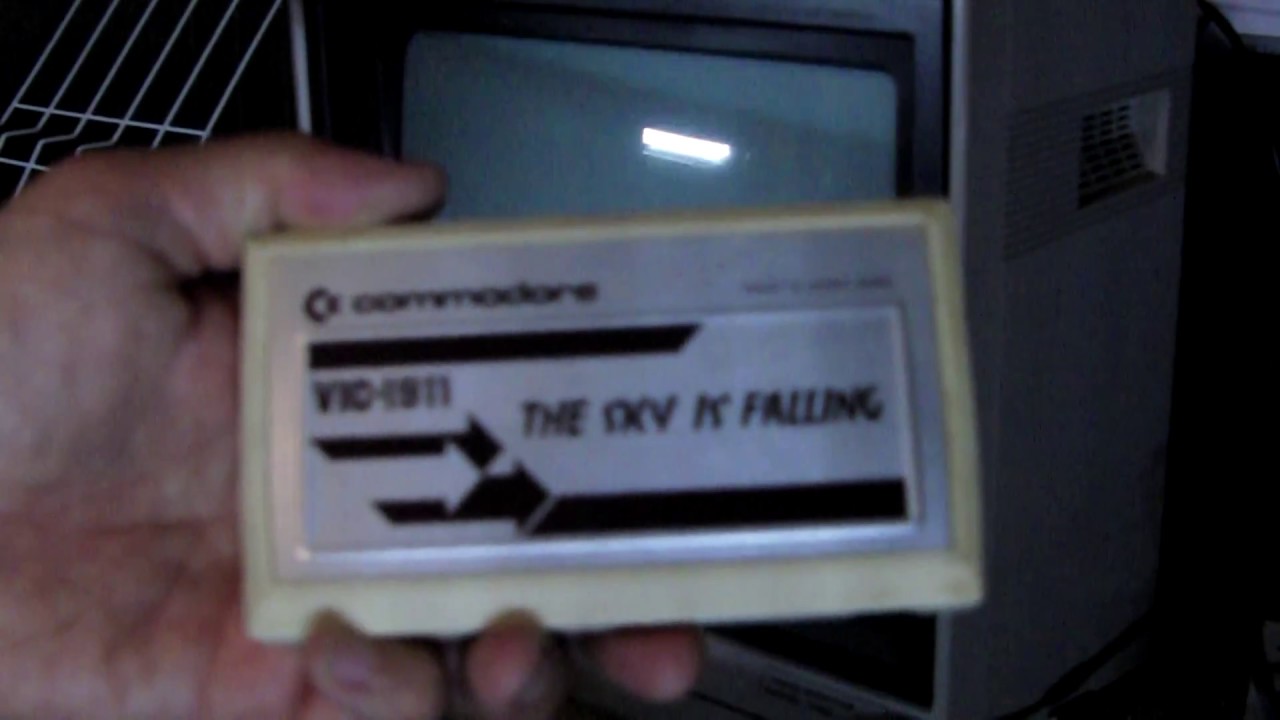 commodore
VIC-1911
THE SKY IS FALLING